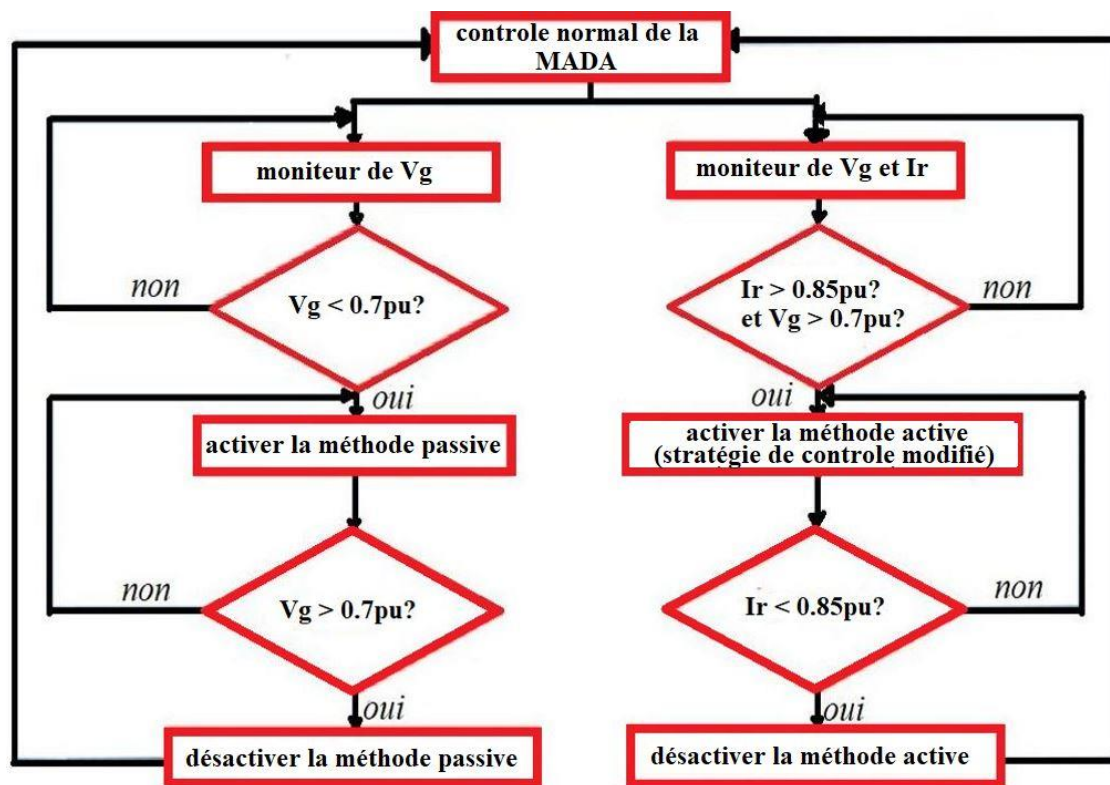 controle normal de la
MADA
moniteur de Vg
moniteur de Vg et Ir
non
Vg < 0.7pu?
Ir > 0.85pu?
et Vg > 0.7pu?
non
oui
oui
activer la méthode passive
activer la méthode active
(stratégie de controle modifié)
non
Vg > 0.7pu?
Ir < 0.85pu?
non
oui
oui
désactiver la méthode passive
désactiver la méthode active